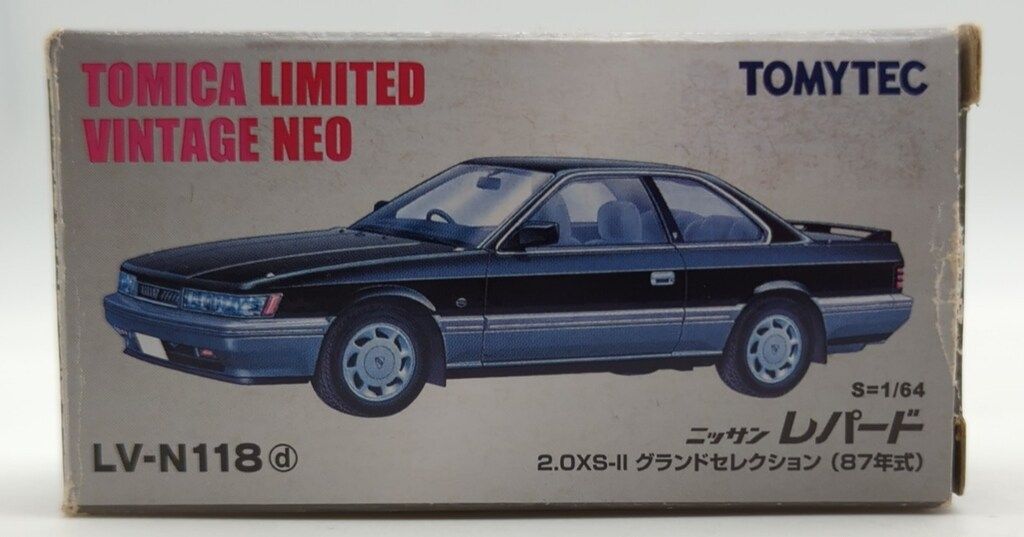 TOMICA LIMITED
VINTAGE NEO
TOMYTEC
S=1/64
ニッサン レパード
LV-N118 ⓓ
2.0XS-II グランドセレクション (87年式)